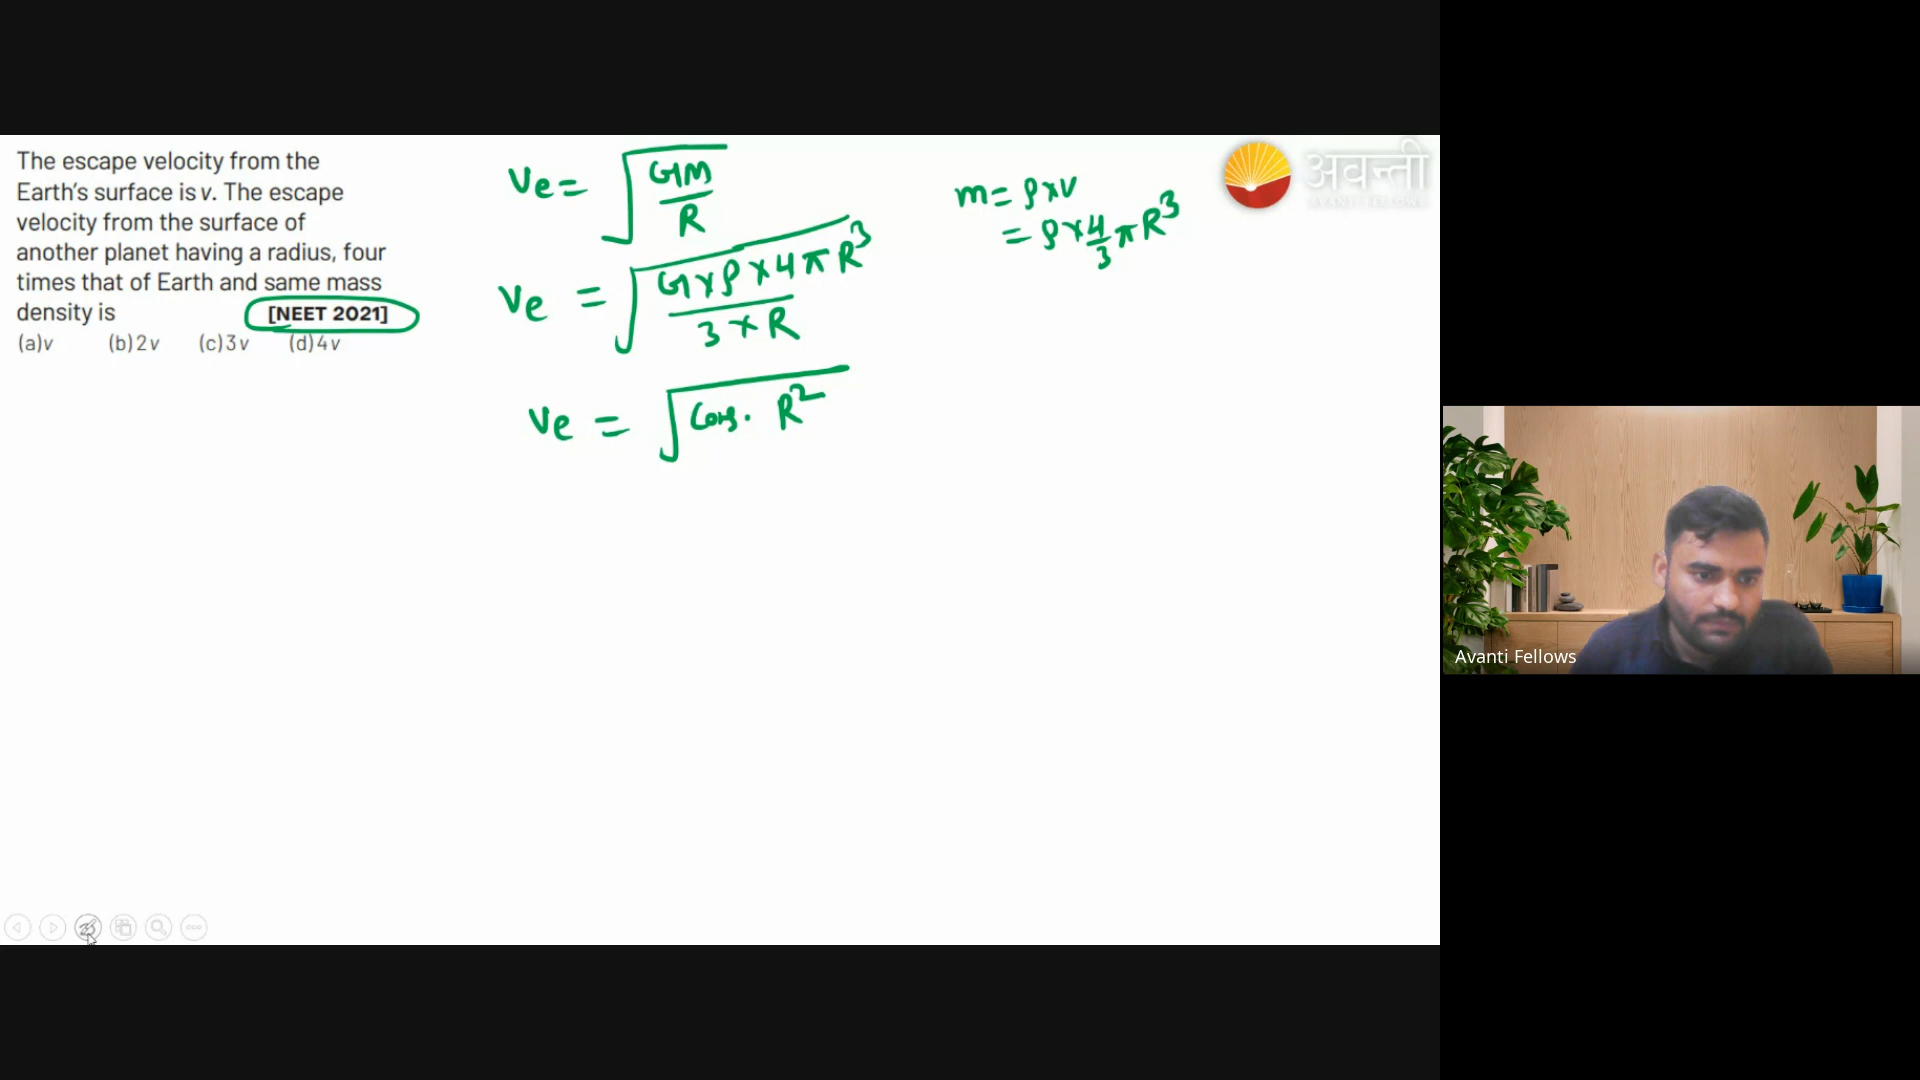 The escape velocity from the
Earth's surface is v. The escape
velocity from the surface of
another planet having a radius, four
times that of Earth and same mass
density is [NEET 2021]
(a)v (b)2v (c)3v (d)4v
Ve = √(GM/R)
Ve = √(G×ρ×4πR³/3×R)
Ve = √(Cons. R²)
m = ρ×v
= ρ×4/3πR³
अवन्ती
AVANTI FELLOWS
Avanti Fellows